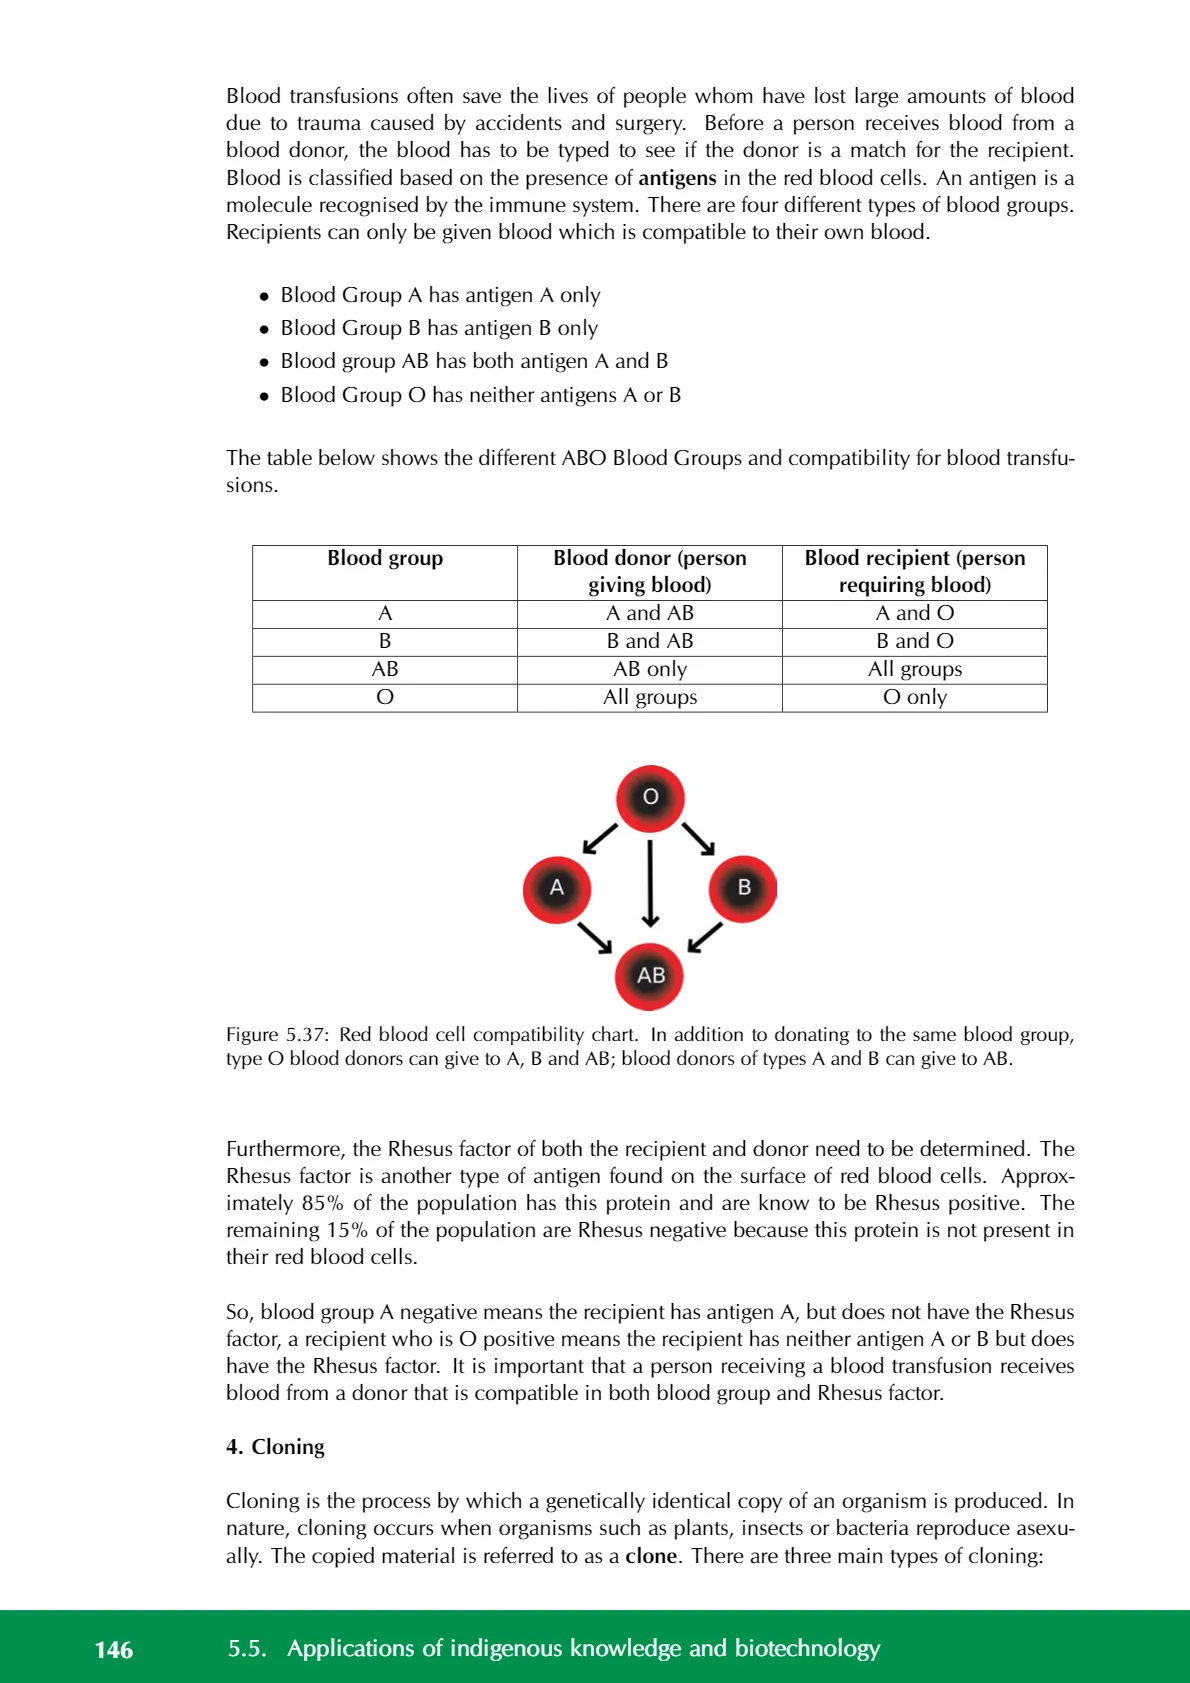 Blood transfusions often save the lives of people whom have lost large amounts of blood
due to trauma caused by accidents and surgery. Before a person receives blood from a
blood donor, the blood has to be typed to see if the donor is a match for the recipient.
Blood is classified based on the presence of antigens in the red blood cells. An antigen is a
molecule recognised by the immune system. There are four different types of blood groups.
Recipients can only be given blood which is compatible to their own blood.
• Blood Group A has antigen A only
• Blood Group B has antigen B only
• Blood group AB has both antigen A and B
• Blood Group O has neither antigens A or B
The table below shows the different ABO Blood Groups and compatibility for blood transfu-
sions.
Blood group Blood donor (person Blood recipient (person
giving blood) requiring blood)
A A and AB A and O
B B and AB B and O
AB AB only All groups
O All groups O only
O
A B
AB
Figure 5.37: Red blood cell compatibility chart. In addition to donating to the same blood group,
type O blood donors can give to A, B and AB; blood donors of types A and B can give to AB.
Furthermore, the Rhesus factor of both the recipient and donor need to be determined. The
Rhesus factor is another type of antigen found on the surface of red blood cells. Approx-
imately 85% of the population has this protein and are know to be Rhesus positive. The
remaining 15% of the population are Rhesus negative because this protein is not present in
their red blood cells.
So, blood group A negative means the recipient has antigen A, but does not have the Rhesus
factor, a recipient who is O positive means the recipient has neither antigen A or B but does
have the Rhesus factor. It is important that a person receiving a blood transfusion receives
blood from a donor that is compatible in both blood group and Rhesus factor.
4. Cloning
Cloning is the process by which a genetically identical copy of an organism is produced. In
nature, cloning occurs when organisms such as plants, insects or bacteria reproduce asexu-
ally. The copied material is referred to as a clone. There are three main types of cloning:
146 5.5. Applications of indigenous knowledge and biotechnology